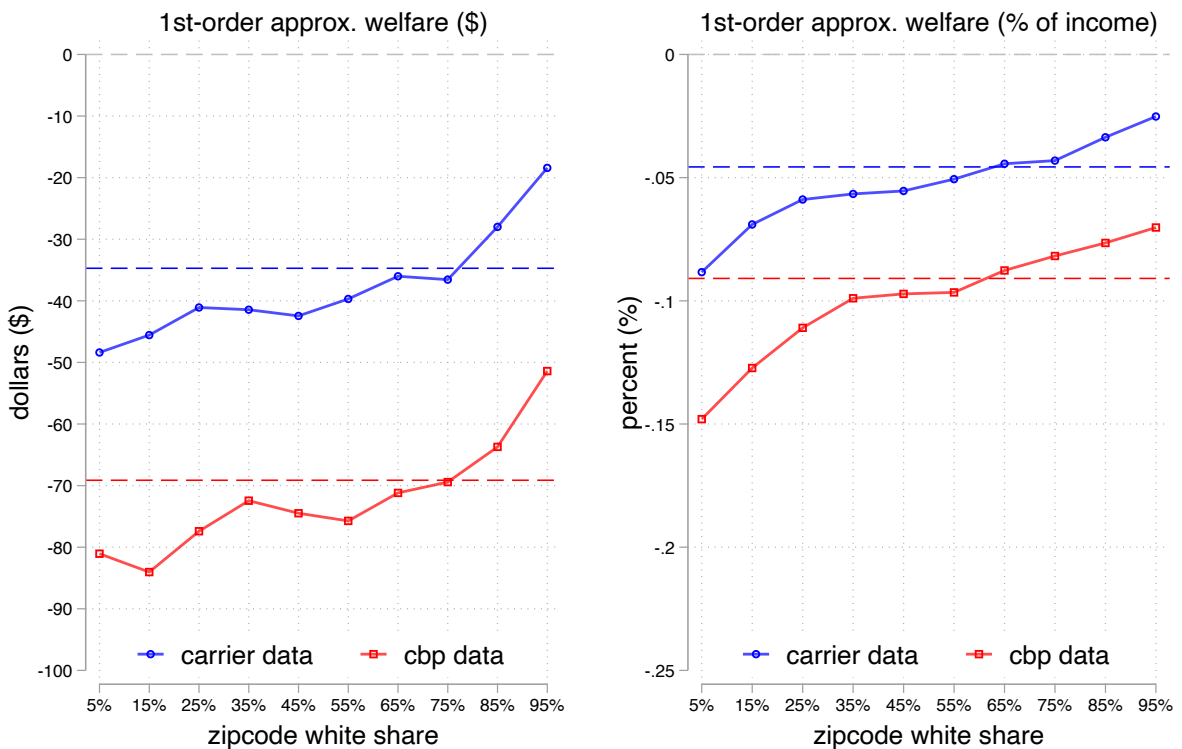 1st-order approx. welfare ($)
0
-10
-20
-30
-40
-50
-60
-70
-80
-90
-100
dollars ($)
carrier data
cbp data
5% 15% 25% 35% 45% 55% 65% 75% 85% 95%
zipcode white share
1st-order approx. welfare (% of income)
0
-.05
-.1
-.15
-.2
-.25
percent (%)
carrier data
cbp data
5% 15% 25% 35% 45% 55% 65% 75% 85% 95%
zipcode white share